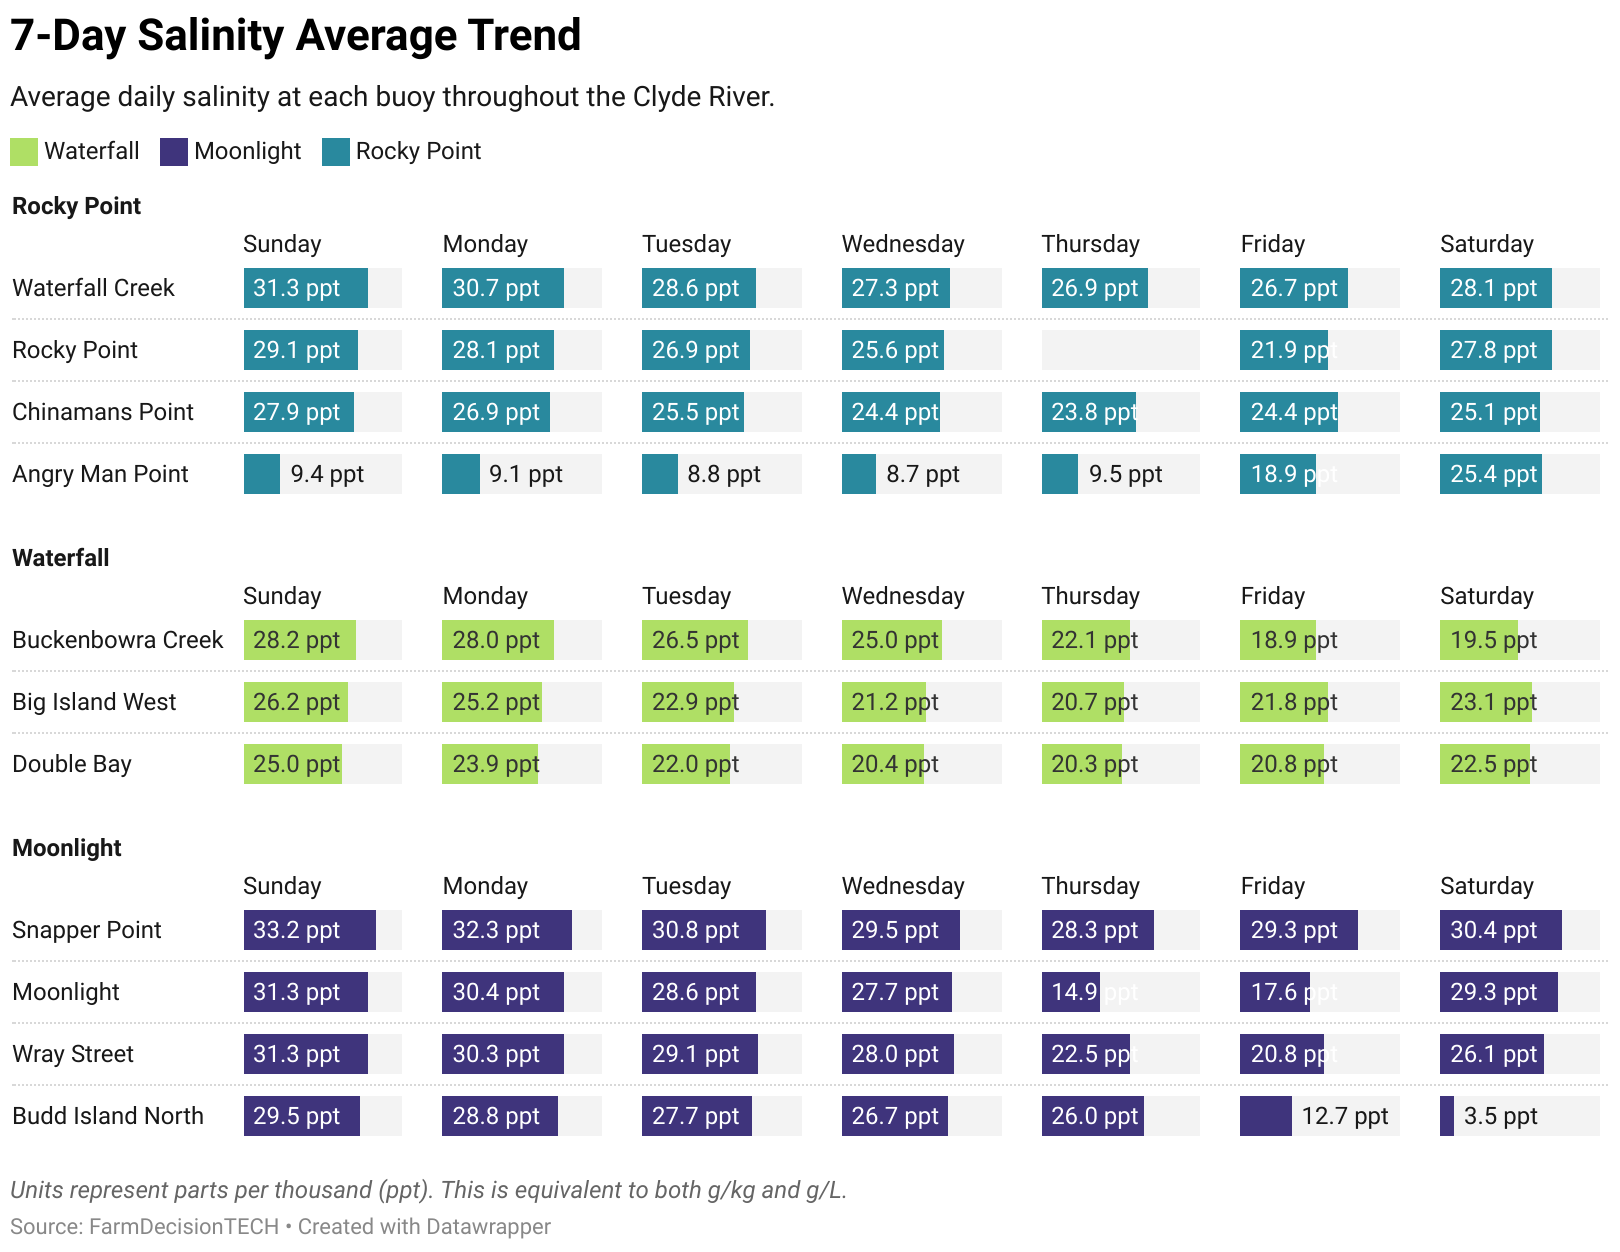 7-Day Salinity Average Trend
Average daily salinity at each buoy throughout the Clyde River.
Waterfall Moonlight Rocky Point
Rocky Point
Sunday Monday Tuesday Wednesday Thursday Friday Saturday
Waterfall Creek 31.3 ppt 30.7 ppt 28.6 ppt 27.3 ppt 26.9 ppt 26.7 ppt 28.1 ppt
Rocky Point 29.1 ppt 28.1 ppt 26.9 ppt 25.6 ppt 21.9 ppt 27.8 ppt
Chinamans Point 27.9 ppt 26.9 ppt 25.5 ppt 24.4 ppt 23.8 ppt 24.4 ppt 25.1 ppt
Angry Man Point 9.4 ppt 9.1 ppt 8.8 ppt 8.7 ppt 9.5 ppt 18.9 ppt 25.4 ppt
Waterfall
Sunday Monday Tuesday Wednesday Thursday Friday Saturday
Buckenbowra Creek 28.2 ppt 28.0 ppt 26.5 ppt 25.0 ppt 22.1 ppt 18.9 ppt 19.5 ppt
Big Island West 26.2 ppt 25.2 ppt 22.9 ppt 21.2 ppt 20.7 ppt 21.8 ppt 23.1 ppt
Double Bay 25.0 ppt 23.9 ppt 22.0 ppt 20.4 ppt 20.3 ppt 20.8 ppt 22.5 ppt
Moonlight
Sunday Monday Tuesday Wednesday Thursday Friday Saturday
Snapper Point 33.2 ppt 32.3 ppt 30.8 ppt 29.5 ppt 28.3 ppt 29.3 ppt 30.4 ppt
Moonlight 31.3 ppt 30.4 ppt 28.6 ppt 27.7 ppt 14.9 ppt 17.6 ppt 29.3 ppt
Wray Street 31.3 ppt 30.3 ppt 29.1 ppt 28.0 ppt 22.5 ppt 20.8 ppt 26.1 ppt
Budd Island North 29.5 ppt 28.8 ppt 27.7 ppt 26.7 ppt 26.0 ppt 12.7 ppt 3.5 ppt
Units represent parts per thousand (ppt). This is equivalent to both g/kg and g/L.
Source: FarmDecisionTECH • Created with Datawrapper